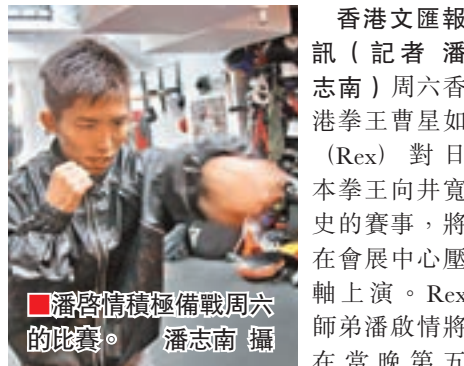 香港文匯報
訊（記者 潘
志南）周六香
港拳王曹星如
（Rex）對日
本拳王向井寬
史的賽事，將
在會展中心壓
軸上演。Rex
師弟潘啟情將
在當晚第五
■潘啓情積極備戰周六
的比賽。 潘志南 攝